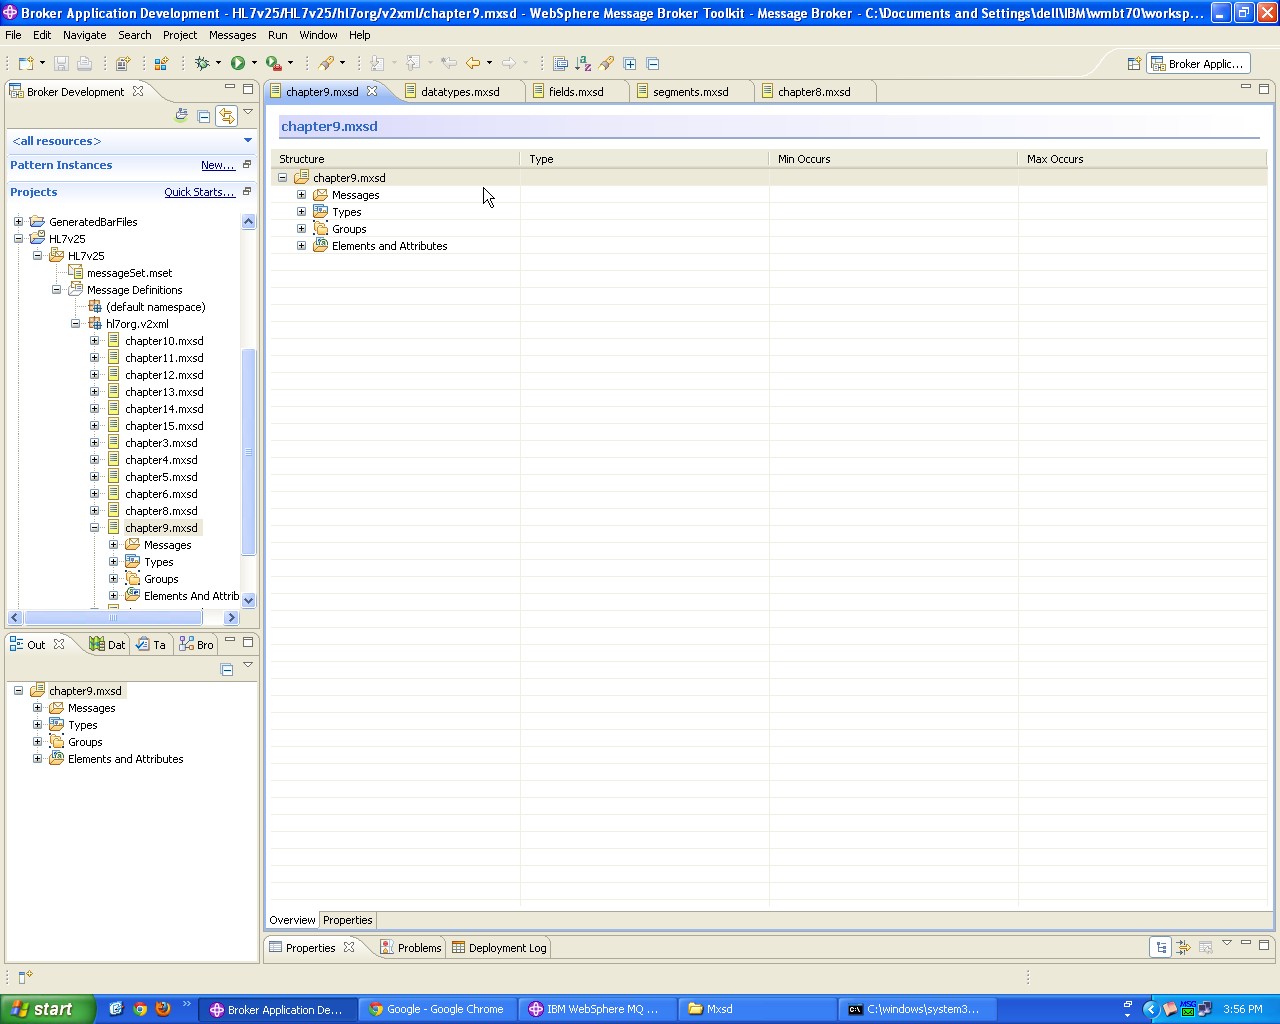 Broker Application Development - HL7v25/HL7v25/hl7org/v2xml/chapter9.mxsd - WebSphere Message Broker Toolkit - Message Broker - C:\Documents and Settings\dell\IBM\wmbt70\worksp...
File Edit Navigate Search Project Messages Run Window Help
Broker Applic...
Broker Development
<all resources>
Pattern Instances New...
Projects Quick Starts...
GeneratedBarFiles
HL7v25
HL7v25
messageSet.mset
Message Definitions
(default namespace)
hl7org.v2xml
chapter10.mxsd
chapter11.mxsd
chapter12.mxsd
chapter13.mxsd
chapter14.mxsd
chapter15.mxsd
chapter3.mxsd
chapter4.mxsd
chapter5.mxsd
chapter6.mxsd
chapter8.mxsd
chapter9.mxsd
Messages
Types
Groups
Elements And Attrib
Out Dat Ta Bro
chapter9.mxsd
Messages
Types
Groups
Elements and Attributes
chapter9.mxsd datatypes.mxsd fields.mxsd segments.mxsd chapter8.mxsd
chapter9.mxsd
Structure Type Min Occurs Max Occurs
chapter9.mxsd
Messages
Types
Groups
Elements and Attributes
Overview Properties
Properties Problems Deployment Log
start Broker Application De... Google - Google Chrome IBM WebSphere MQ ... Mxsd C:\windows\system3... MSG 3:56 PM